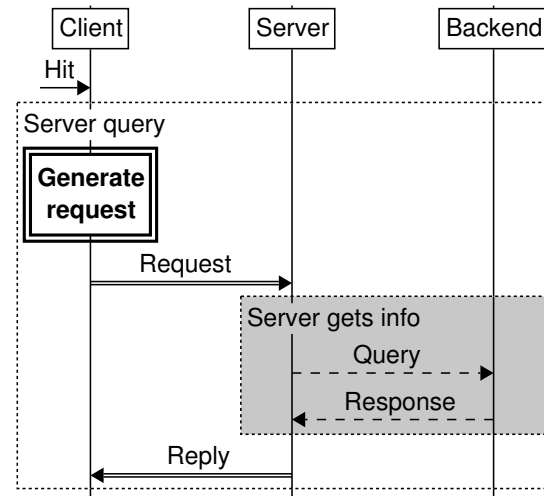 Client Server Backend
Hit
Server query
Generate
request
Request
Server gets info
Query
Response
Reply